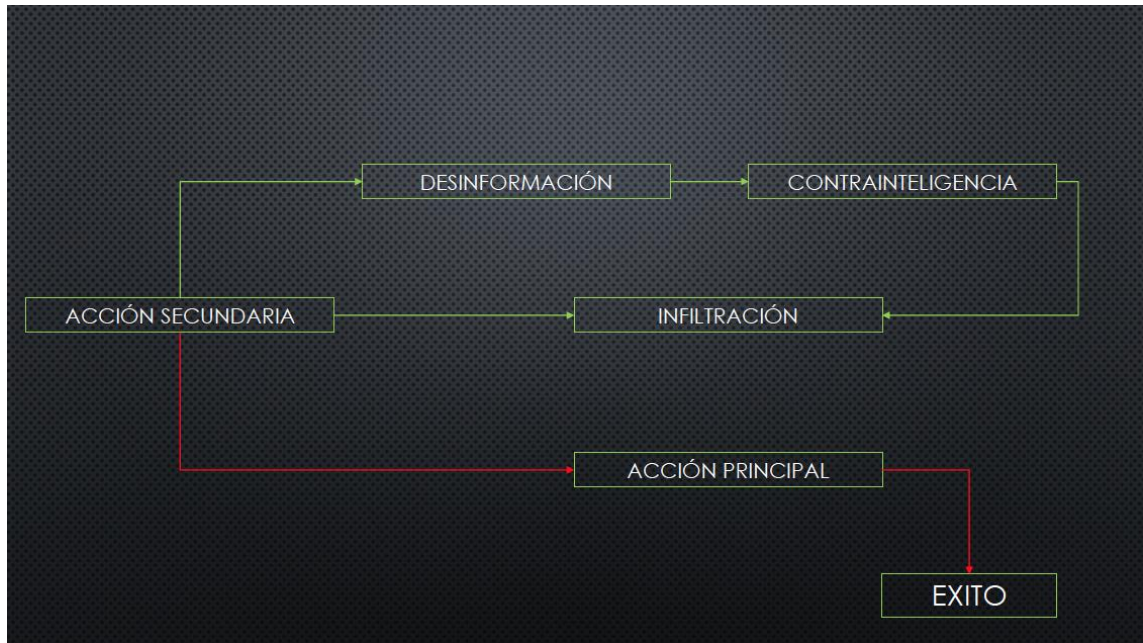 DESINFORMACIÓN
CONTRAINTELIGENCIA
ACCIÓN SECUNDARIA
INFILTRACIÓN
ACCIÓN PRINCIPAL
EXITO